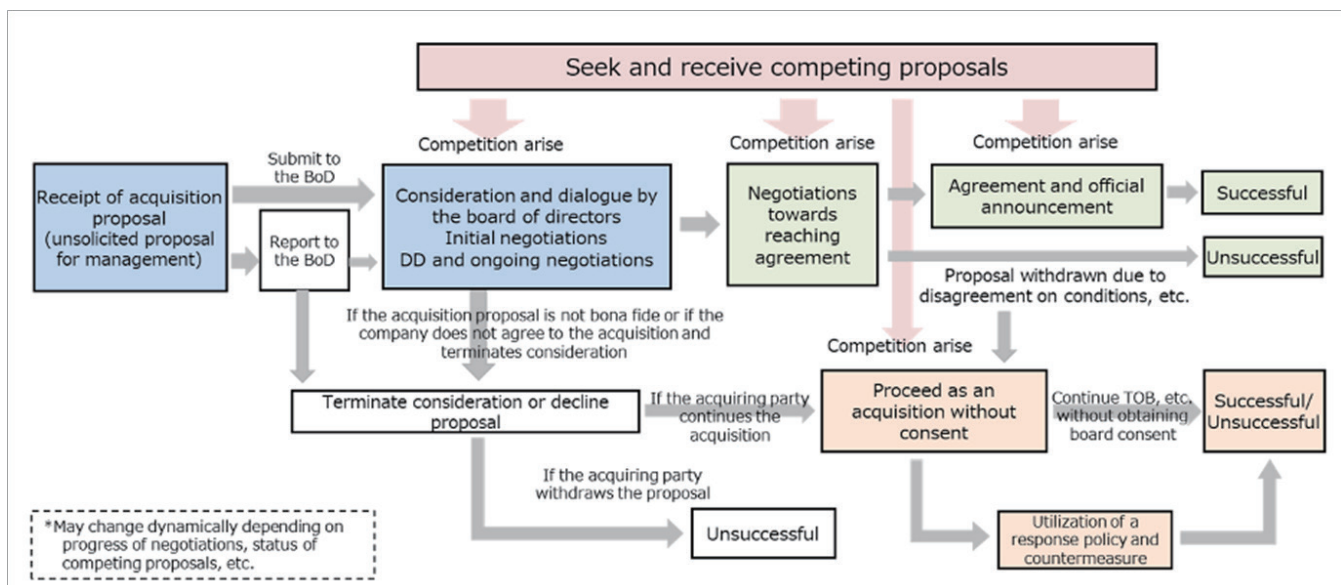 Seek and receive competing proposals
Competition arise
Competition arise
Competition arise
Submit to
the BoD
Receipt of acquisition
proposal
(unsolicited proposal
for management)
Report to
the BoD
Consideration and dialogue by
the board of directors
Initial negotiations
DD and ongoing negotiations
Negotiations
towards
reaching
agreement
Agreement and official
announcement
Successful
Unsuccessful
Proposal withdrawn due to
disagreement on conditions, etc.
If the acquisition proposal is not bona fide or if the
company does not agree to the acquisition and
terminates consideration
Competition arise
Terminate consideration or decline
proposal
If the acquiring party
continues the
acquisition
Proceed as an
acquisition without
consent
Continue TOB, etc.
without obtaining
board consent
Successful/
Unsuccessful
If the acquiring party
withdraws the proposal
Unsuccessful
Utilization of a
response policy and
countermeasure
*May change dynamically depending on
progress of negotiations, status of
competing proposals, etc.